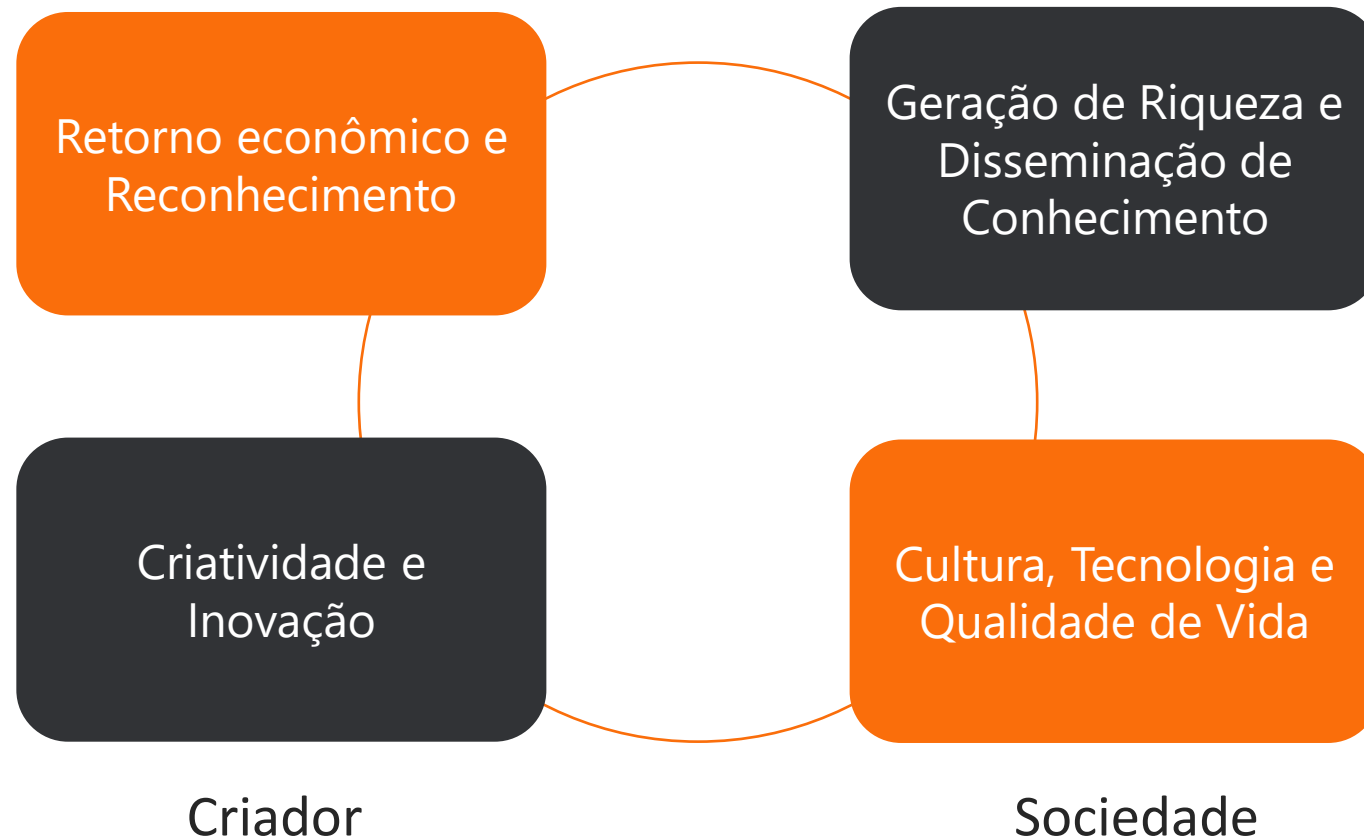 Retorno econômico e
Reconhecimento
Geração de Riqueza e
Disseminação de
Conhecimento
Criatividade e
Inovação
Cultura, Tecnologia e
Qualidade de Vida
Criador
Sociedade